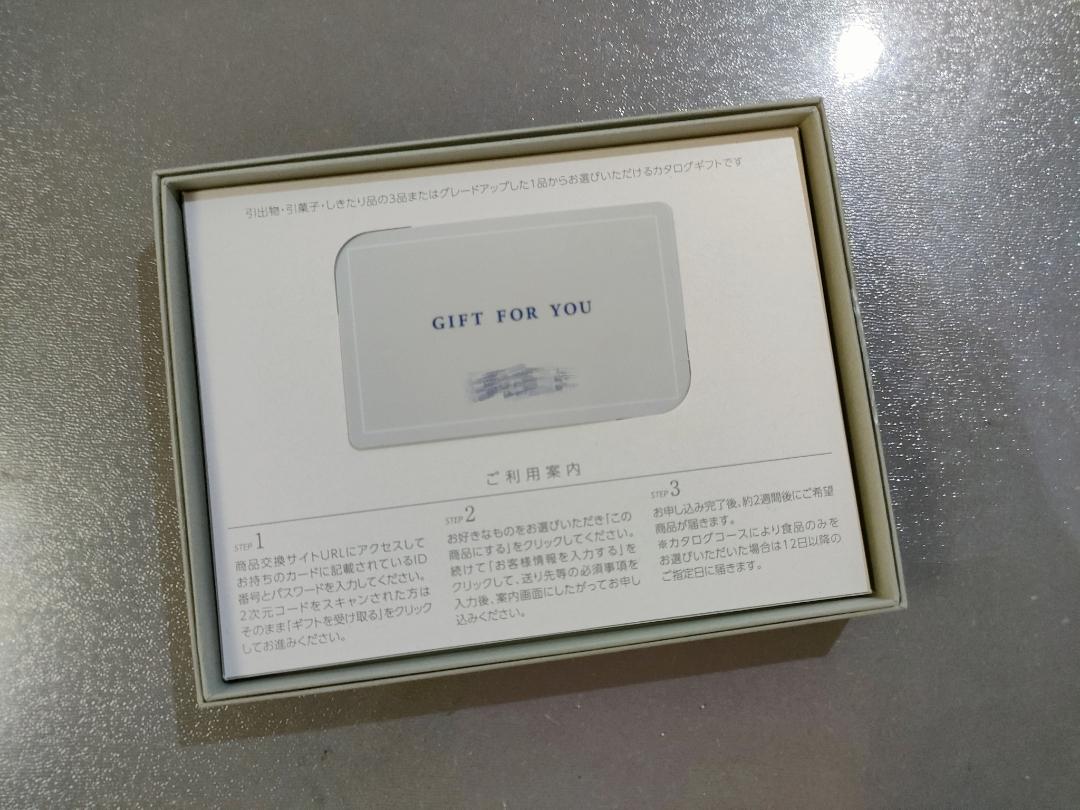 引出物・引菓子・しきたり品の3品またはグレードアップした1品からお選びいただけるカタログギフトです
GIFT FOR YOU
ご利用案内
STEP 1
商品交換サイトURLにアクセスして
お持ちのカードに記載されているID
番号とパスワードを入力してください。
2次元コードをスキャンされた方は
そのまま「ギフトを受け取る」をクリック
してお進みください。
STEP 2
お好きなものをお選びいただき「この
商品にする」をクリックしてください。
続けて「お客様情報を入力する」を
クリックして、送り先等の必須事項を
入力後、案内画面にしたがってお申し
込みください。
STEP 3
お申し込み完了後、約2週間後にご希望
商品が届きます。
※カタログコースにより食品のみを
お選びいただいた場合は12日以降の
ご指定日に届きます。